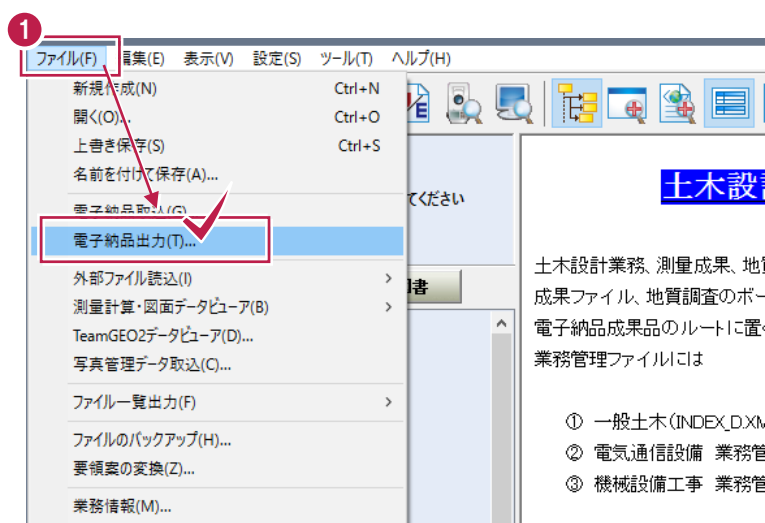 1
ファイル(F) 編集(E) 表示(V) 設定(S) ツール(T) ヘルプ(H)
新規作成(N) Ctrl+N
開く(O)... Ctrl+O
上書き保存(S) Ctrl+S
名前を付けて保存(A)...
電子納品取込(G)...
電子納品出力(T)...
外部ファイル読込(I)
測量計算・図面データビューア(B)
TeamGEO2データビューア(D)...
写真管理データ取込(C)...
ファイル一覧出力(F)
ファイルのバックアップ(H)...
要領案の変換(Z)...
業務情報(M)...
てください
書
土木設
土木設計業務、測量成果、地
成果ファイル、地質調査のボー
電子納品成果品のルートに置
業務管理ファイルには
① 一般土木(INDEX_D.XM
② 電気通信設備 業務管
③ 機械設備工事 業務管